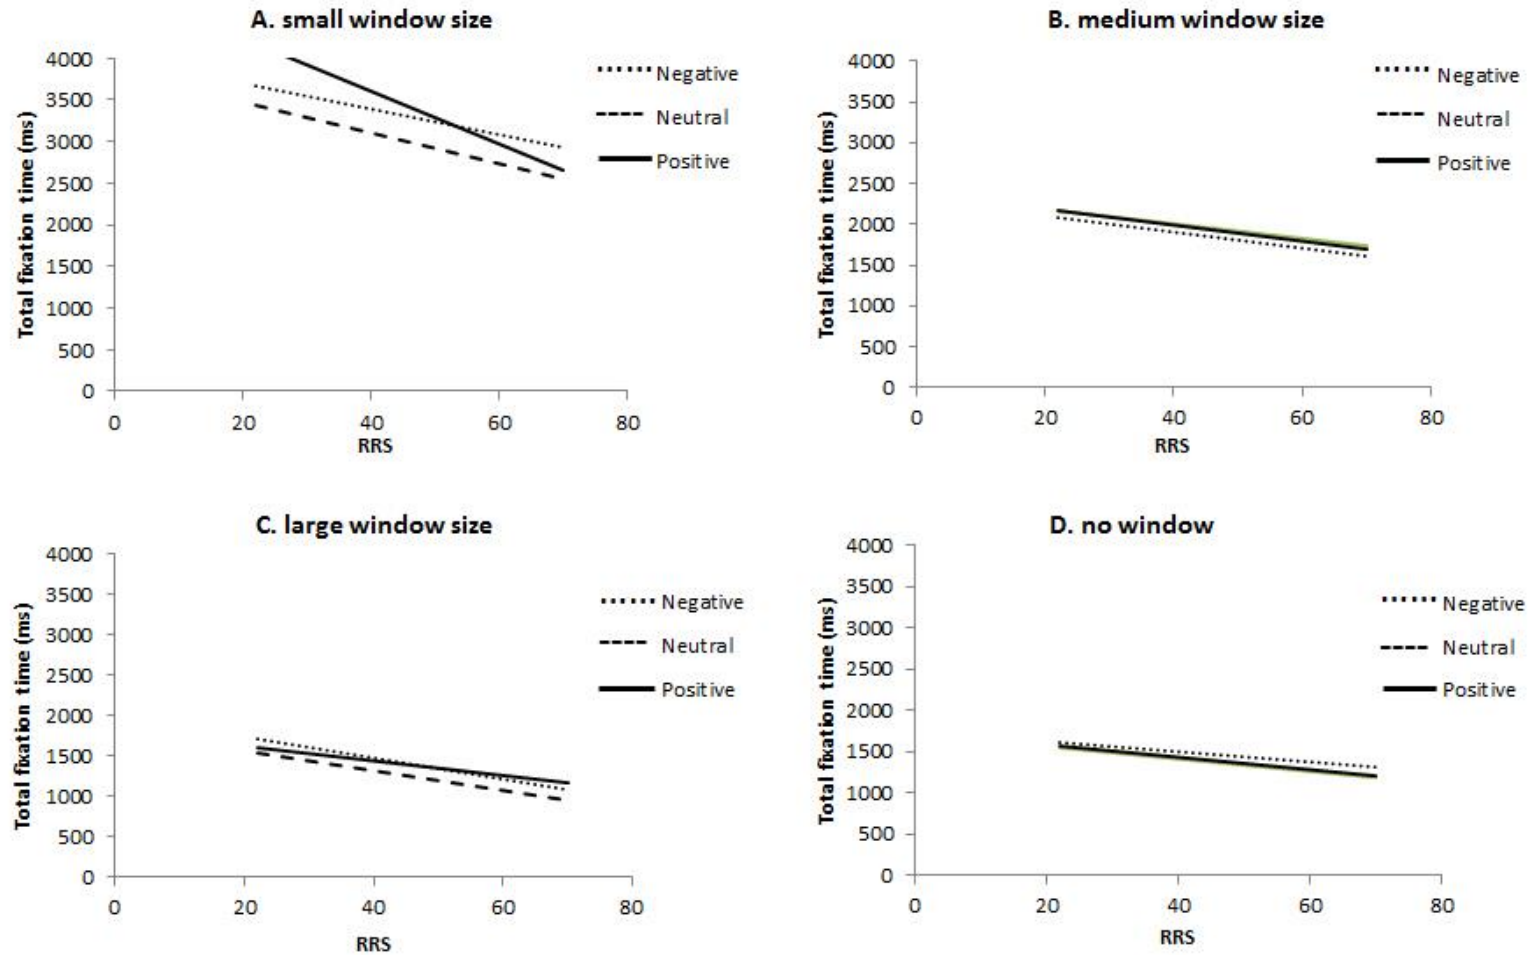 A. small window size
Total fixation time (ms)
4000
3500
3000
2500
2000
1500
1000
500
0
0 20 40 60 80
RRS
Negative
Neutral
Positive
B. medium window size
Total fixation time (ms)
4000
3500
3000
2500
2000
1500
1000
500
0
0 20 40 60 80
RRS
Negative
Neutral
Positive
C. large window size
Total fixation time (ms)
4000
3500
3000
2500
2000
1500
1000
500
0
0 20 40 60 80
RRS
Negative
Neutral
Positive
D. no window
Total fixation time (ms)
4000
3500
3000
2500
2000
1500
1000
500
0
0 20 40 60 80
RRS
Negative
Neutral
Positive